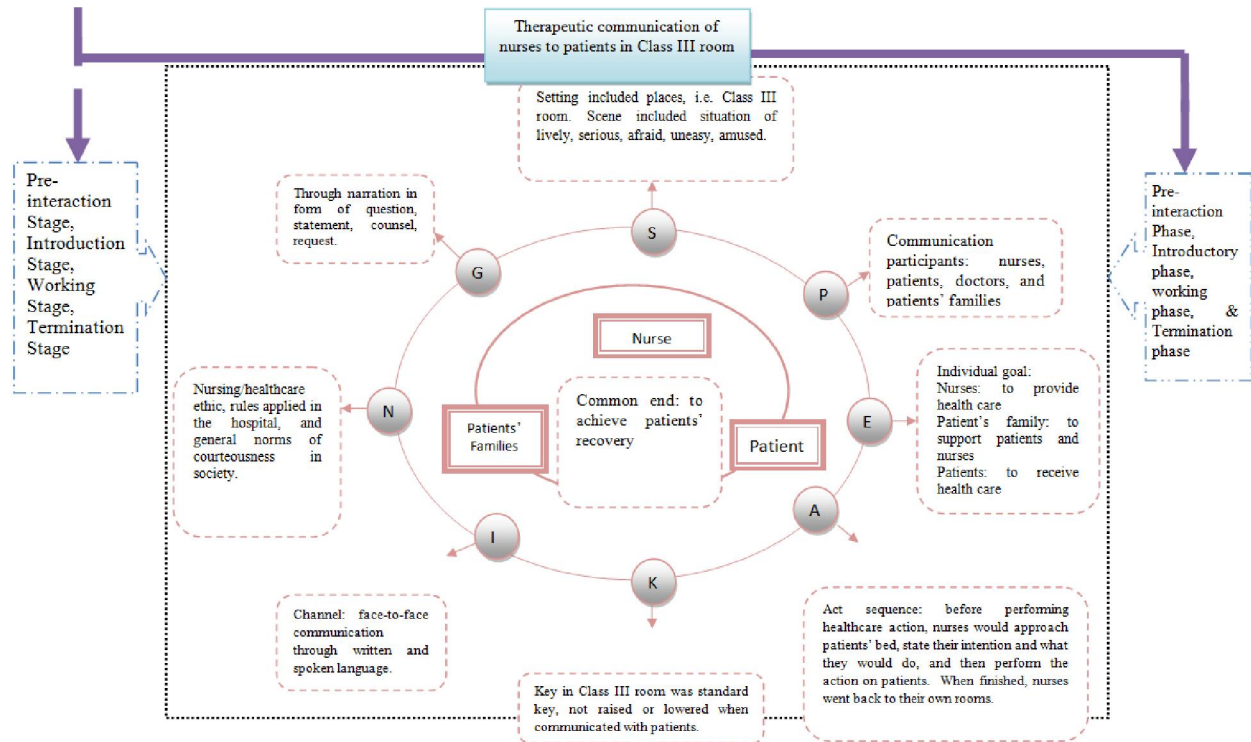 Therapeutic communication of
nurses to patients in Class III room
Setting included places, i.e. Class III
room. Scene included situation of
lively, serious, afraid, uneasy, amused.
Pre-
interaction
Stage,
Introduction
Stage,
Working
Stage,
Termination
Stage
Through narration in
form of question,
statement, counsel,
request.
S
G
P
Communication
participants: nurses,
patients, doctors, and
patients' families
Pre-
interaction
Phase,
Introductory
phase,
working
phase, &
Termination
phase
Nurse
Nursing/healthcare
ethic, rules applied in
the hospital, and
general norms of
courteousness in
society.
N
Patients'
Families
Common end: to
achieve patients'
recovery
Patient
E
Individual goal:
Nurses: to provide
health care
Patient's family: to
support patients and
nurses
Patients: to receive
health care
A
I
K
Channel: face-to-face
communication
through written and
spoken language.
Key in Class III room was standard
key, not raised or lowered when
communicated with patients.
Act sequence: before performing
healthcare action, nurses would approach
patients' bed, state their intention and what
they would do, and then perform the
action on patients. When finished, nurses
went back to their own rooms.